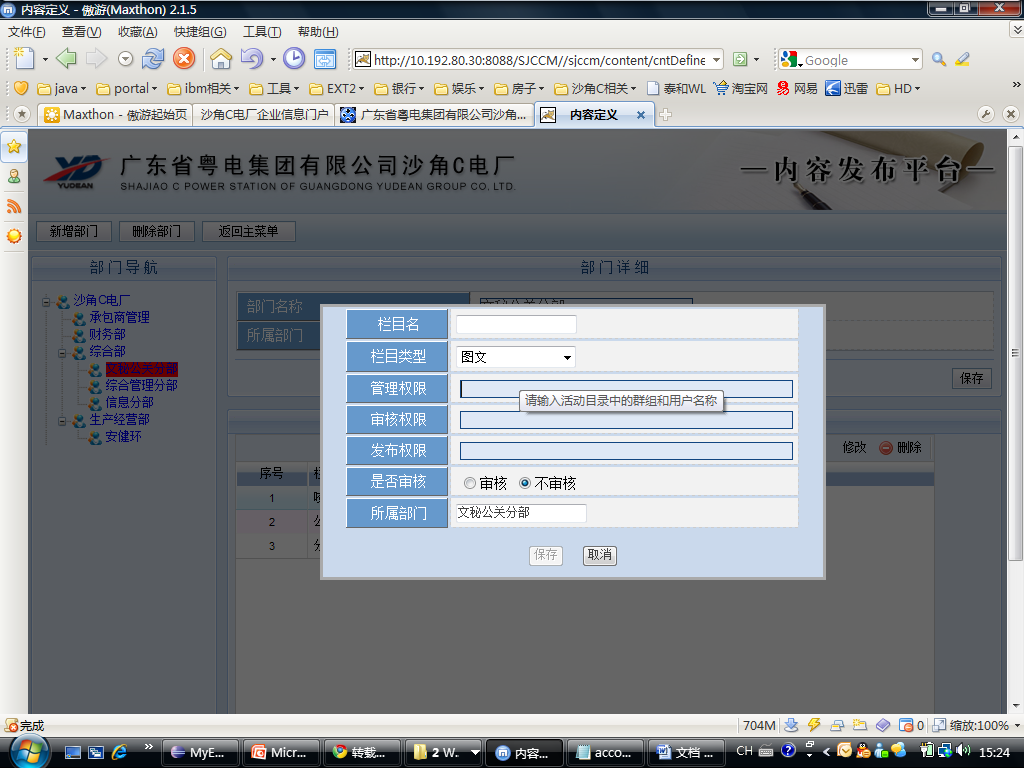 内容定义 - 傲游(Maxthon) 2.1.5
文件(F) 查看(V) 收藏(A) 快捷组(G) 工具(T) 帮助(H)
http://10.192.80.30:8088/SJCCM//sjccm/content/cntDefine
Google
java portal ibm相关 工具 EXT2 银行 娱乐 房子 沙角C相关 泰和WL 淘宝网 网易 迅雷 HD
Maxthon - 傲游起始页 沙角C电厂企业信息门户 广东省粤电集团有限公司沙角... 内容定义
YUDEAN
广东省粤电集团有限公司沙角C电厂
SHAJIAO C POWER STATION OF GUANGDONG YUDEAN GROUP CO. LTD.
—内容发布平台—
新增部门 删除部门 返回主菜单
部门导航 部门详细
沙角C电厂
承包商管理
财务部
综合部
文秘公关分部
综合管理分部
信息分部
生产经营部
安健环
部门名称 文秘公关分部
所属部门
保存
修改 删除
序号
1
2
3
栏目名
栏目类型 图文
管理权限
请输入活动目录中的群组和用户名称
审核权限
发布权限
是否审核 审核 不审核
所属部门 文秘公关分部
保存 取消
完成 704M 0 缩放:100%
MyE... Micr... 转载... 2 W... 内容... acco... 文档 ... CH 15:24